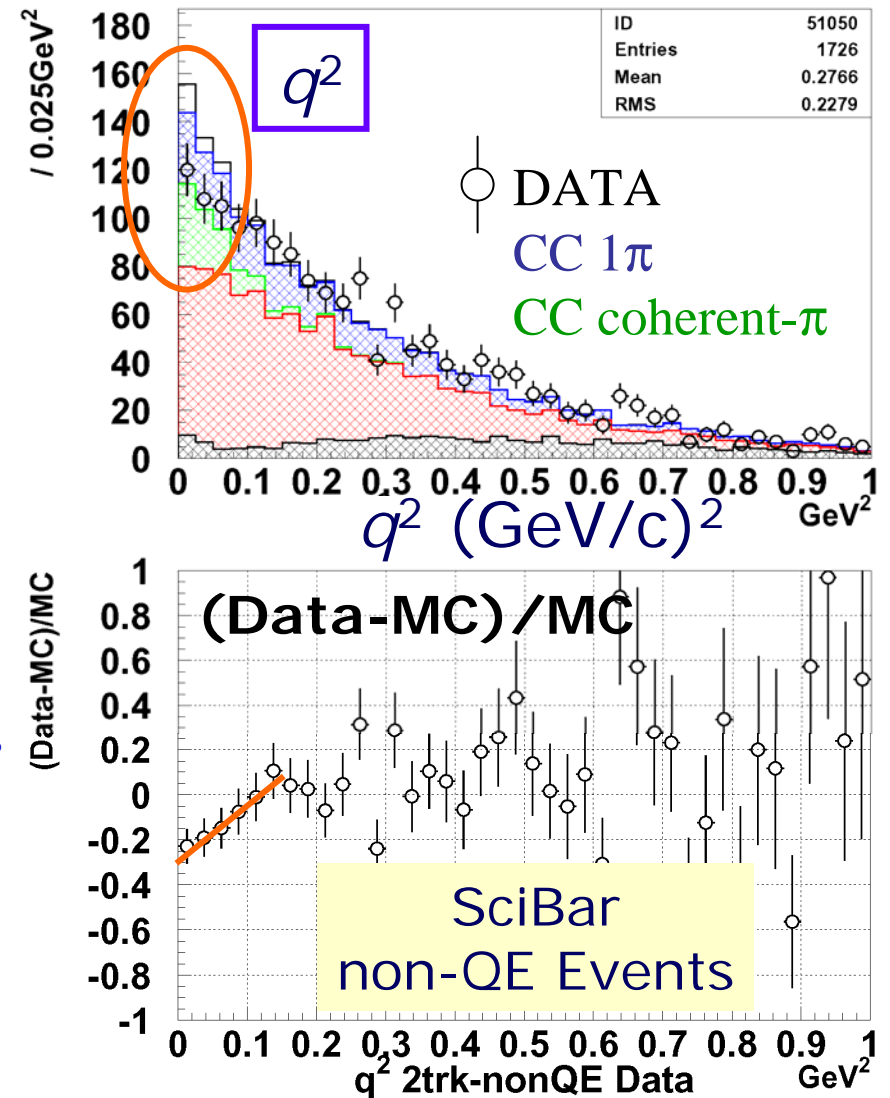 / 0.025GeV²
180
160
140
120
100
80
60
40
20
0
q²
ID 51050
Entries 1726
Mean 0.2766
RMS 0.2279
DATA
CC 1π
CC coherent-π
0 0.1 0.2 0.3 0.4 0.5 0.6 0.7 0.8 0.9 1
q² (GeV/c)²
GeV²
(Data-MC)/MC
1
0.8
0.6
0.4
0.2
0
-0.2
-0.4
-0.6
-0.8
-1
(Data-MC)/MC
SciBar
non-QE Events
0 0.1 0.2 0.3 0.4 0.5 0.6 0.7 0.8 0.9 1
q² 2trk-nonQE Data
GeV²